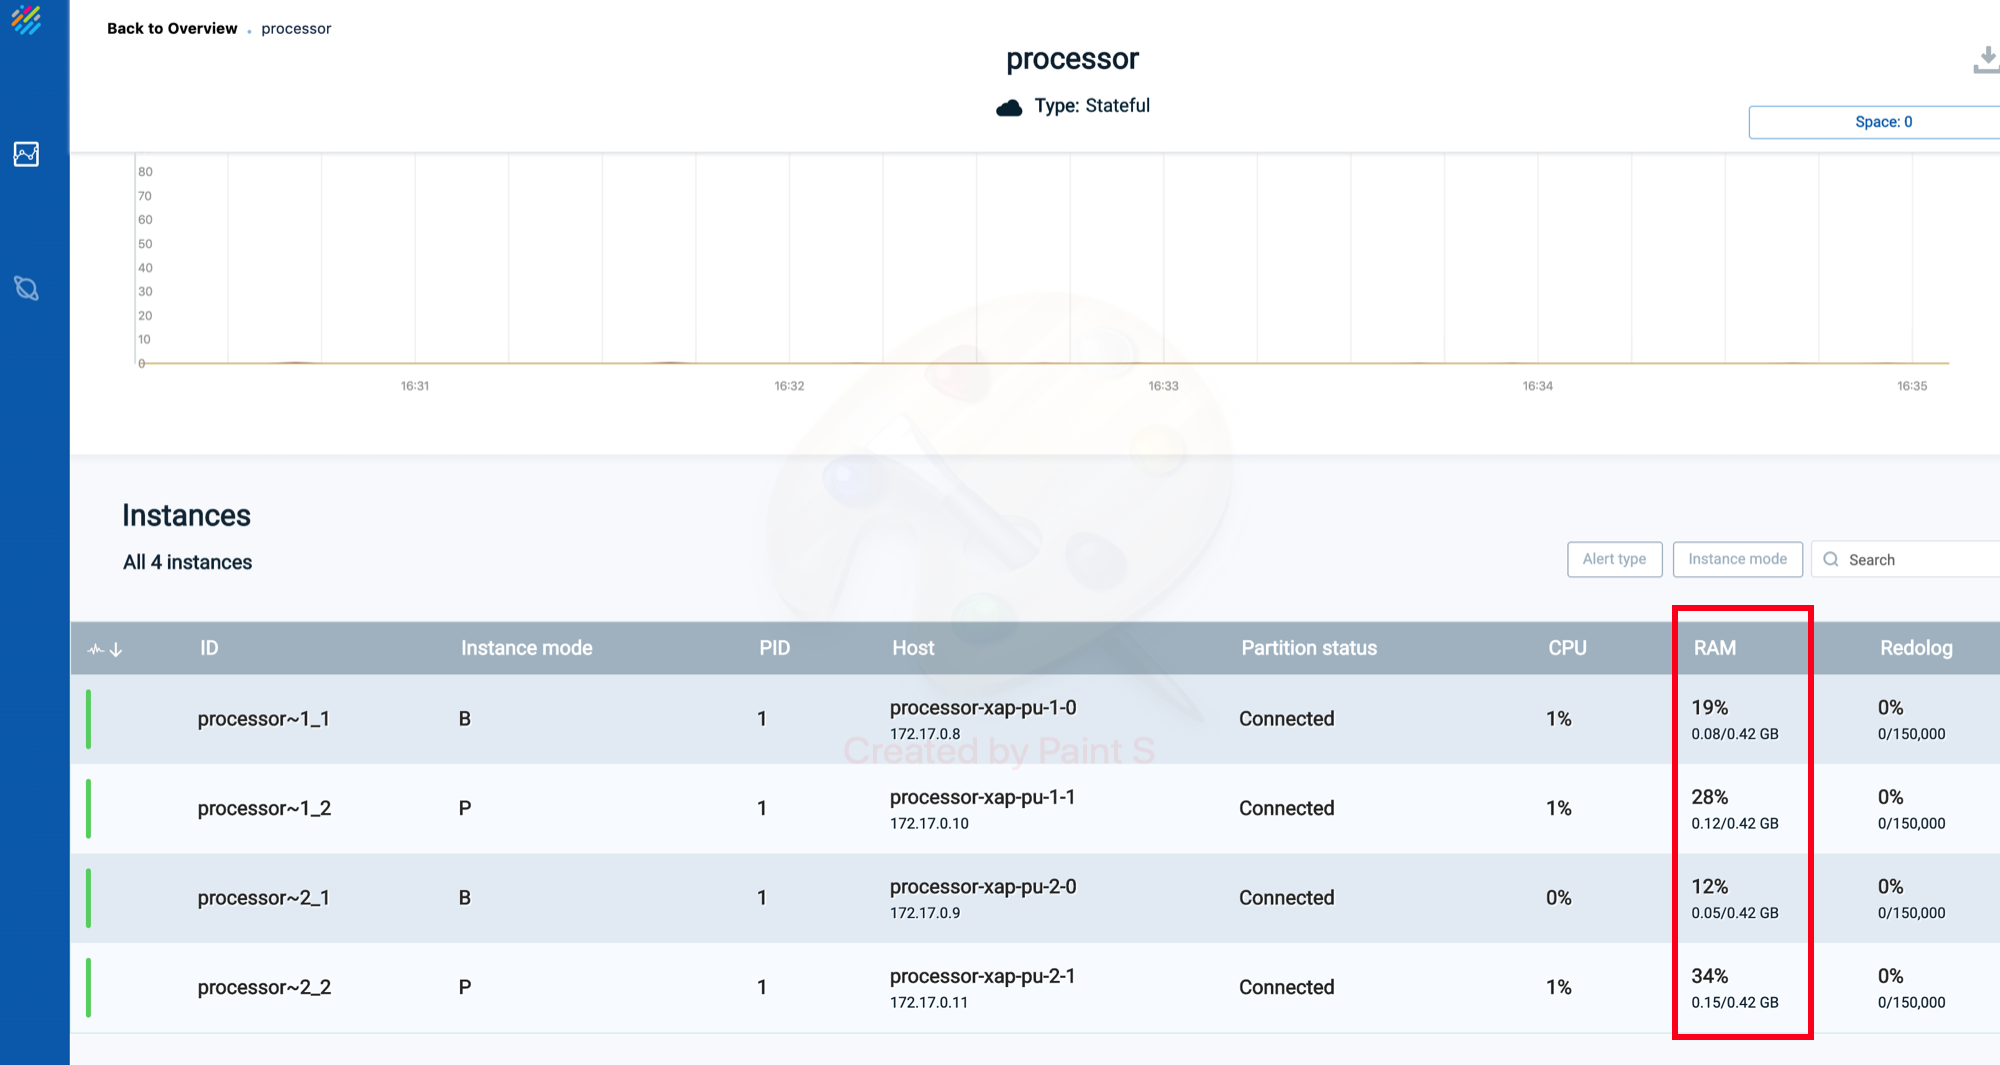 Back to Overview . processor
processor
Type: Stateful
Space: 0
80
70
60
50
40
30
20
10
0
16:31 16:32 16:33 16:34 16:35
Instances
All 4 instances
Alert type Instance mode Search
ID Instance mode PID Host Partition status CPU RAM Redolog
processor~1_1 B 1 processor-xap-pu-1-0 Connected 1% 19% 0%
172.17.0.8 0.08/0.42 GB 0/150,000
Created by Paint S
processor~1_2 P 1 processor-xap-pu-1-1 Connected 1% 28% 0%
172.17.0.10 0.12/0.42 GB 0/150,000
processor~2_1 B 1 processor-xap-pu-2-0 Connected 0% 12% 0%
172.17.0.9 0.05/0.42 GB 0/150,000
processor~2_2 P 1 processor-xap-pu-2-1 Connected 1% 34% 0%
172.17.0.11 0.15/0.42 GB 0/150,000